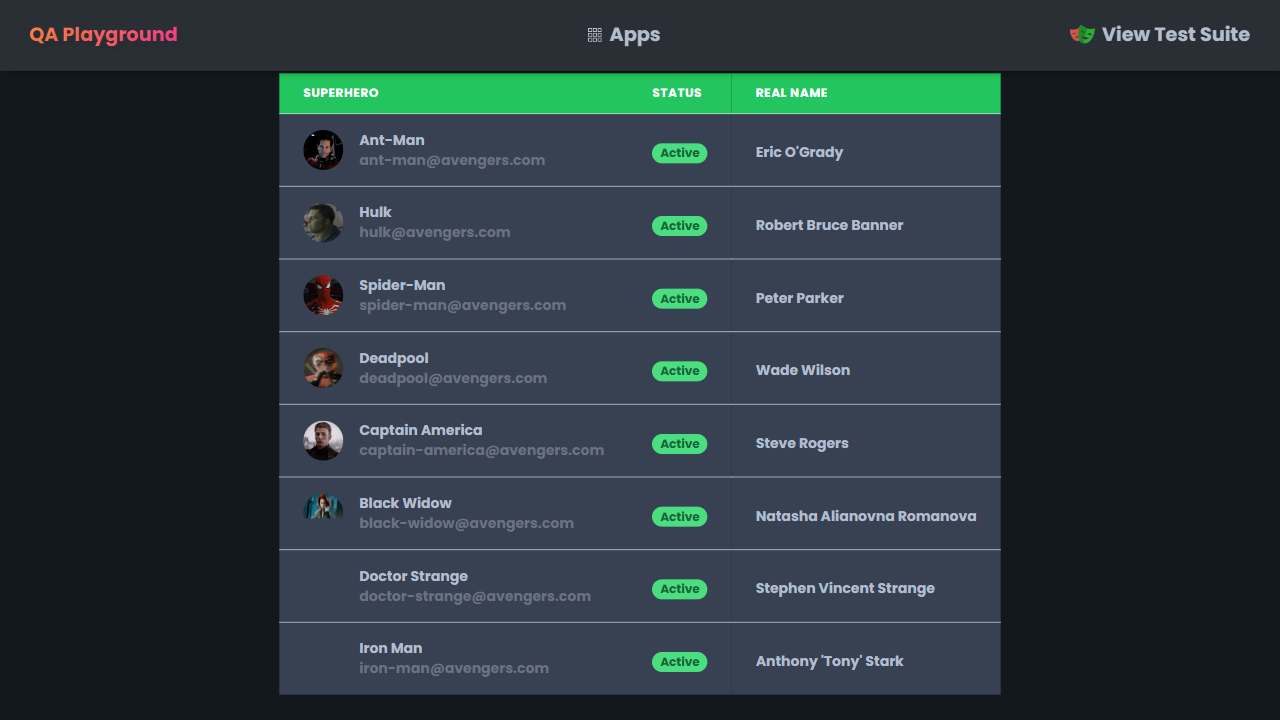 QA Playground
Apps
View Test Suite
SUPERHERO STATUS REAL NAME
Ant-Man
ant-man@avengers.com
Active
Eric O'Grady
Hulk
hulk@avengers.com
Active
Robert Bruce Banner
Spider-Man
spider-man@avengers.com
Active
Peter Parker
Deadpool
deadpool@avengers.com
Active
Wade Wilson
Captain America
captain-america@avengers.com
Active
Steve Rogers
Black Widow
black-widow@avengers.com
Active
Natasha Alianovna Romanova
Doctor Strange
doctor-strange@avengers.com
Active
Stephen Vincent Strange
Iron Man
iron-man@avengers.com
Active
Anthony 'Tony' Stark